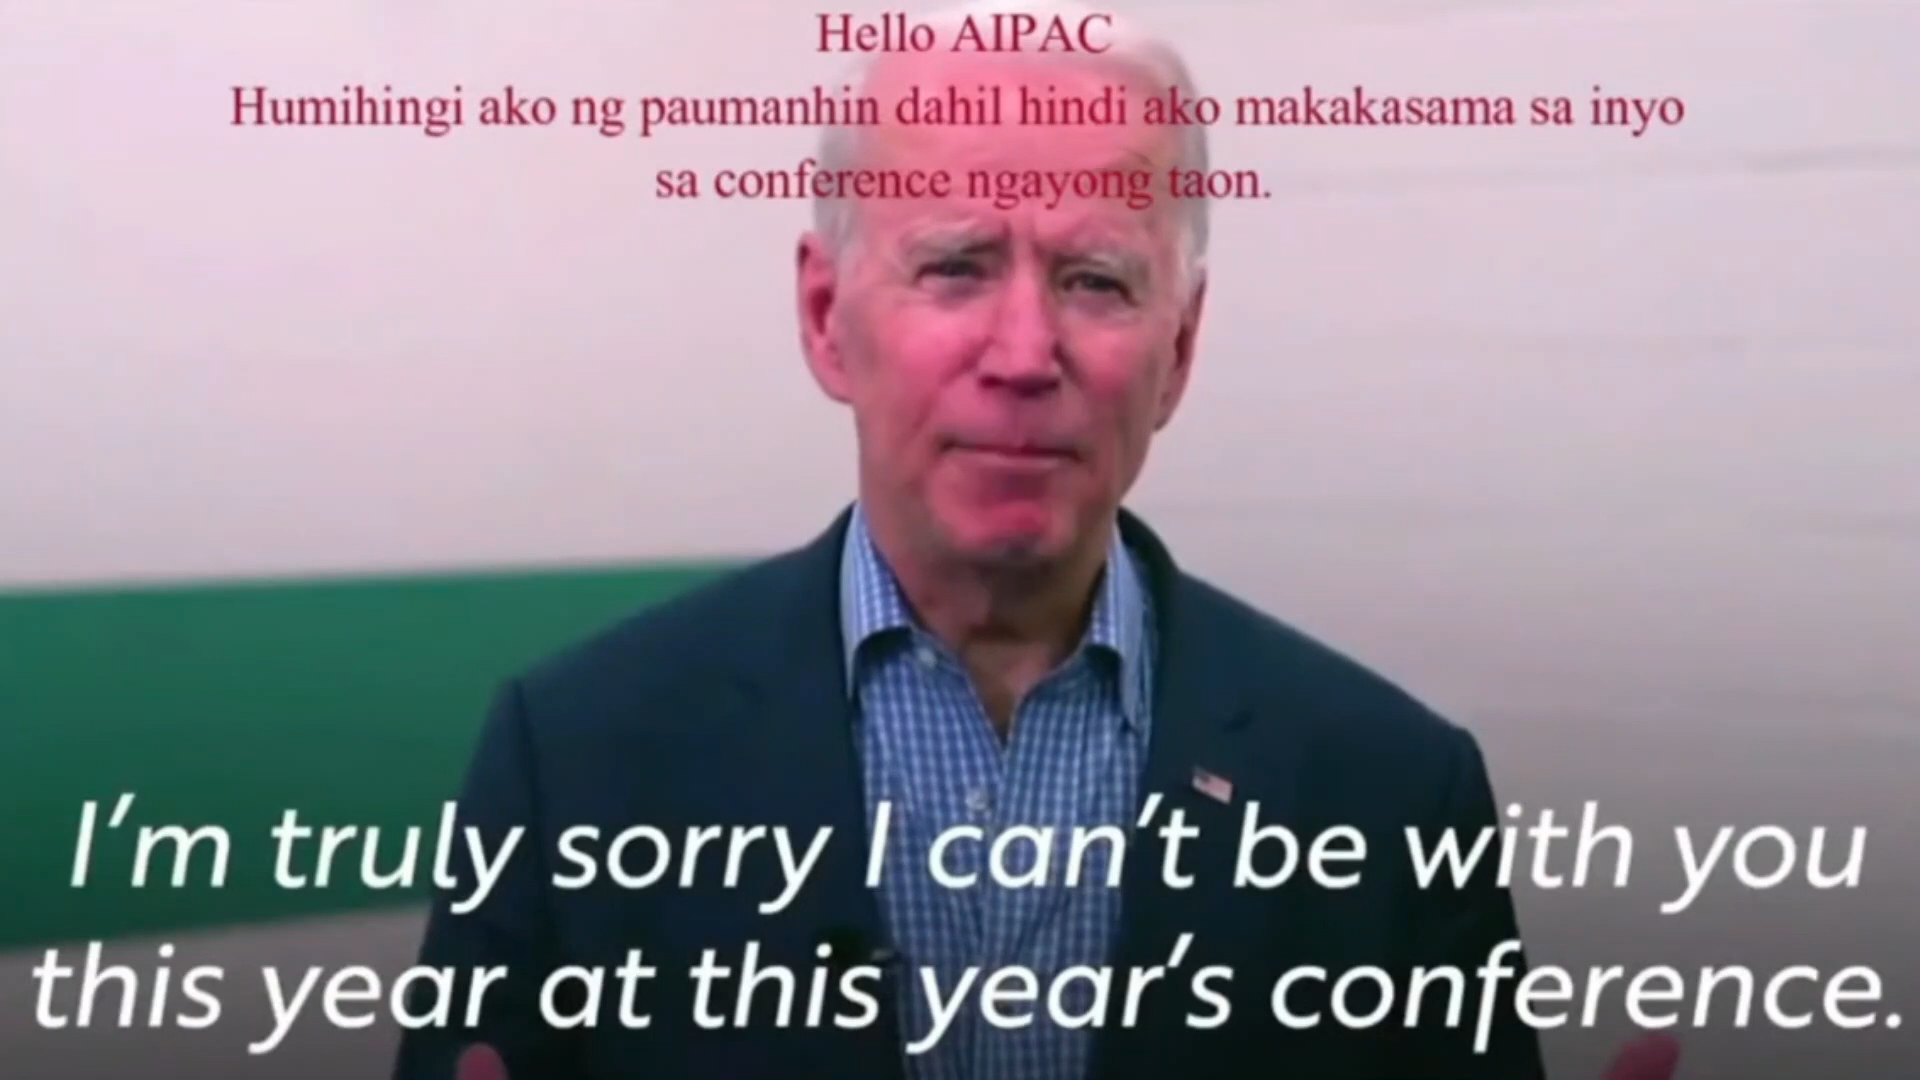 Hello AIPAC
Humihingi ako ng paumanhin dahil hindi ako makakasama sa inyo
sa conference ngayong taon.
I'm truly sorry I can't be with you
this year at this year's conference.